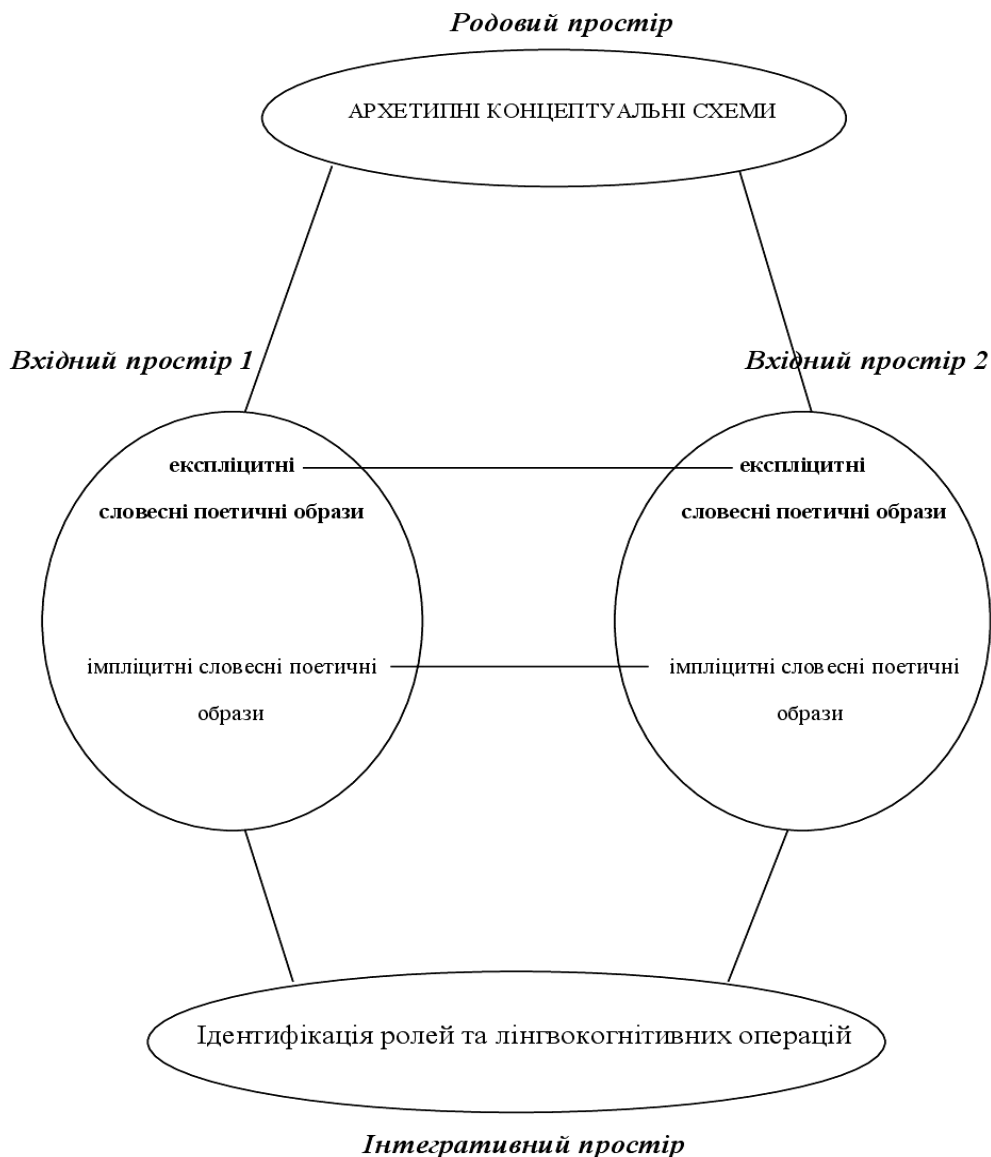 Родовий простір
АРХЕТИПНІ КОНЦЕПТУАЛЬНІ СХЕМИ
Вхідний простір 1
Вхідний простір 2
експліцитні
словесні поетичні образи
експліцитні
словесні поетичні образи
імпліцитні словесні поетичні
образи
імпліцитні словесні поетичні
образи
Ідентифікація ролей та лінгвокогнітивних операцій
Інтегративний простір